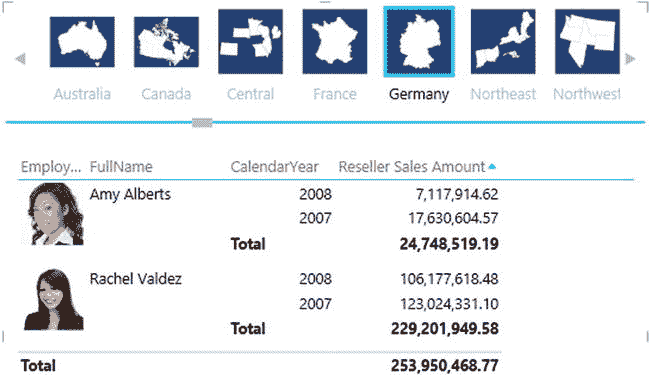 Australia Canada Central France Germany Northeast Northwest
Employ... FullName CalendarYear Reseller Sales Amount
Amy Alberts 2008 7,117,914.62
2007 17,630,604.57
Total 24,748,519.19
Rachel Valdez 2008 106,177,618.48
2007 123,024,331.10
Total 229,201,949.58
Total 253,950,468.77